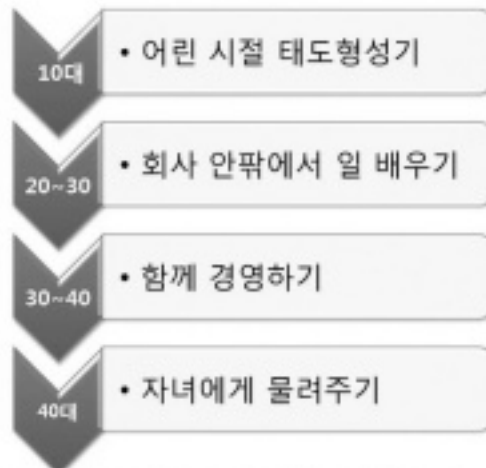 10대
• 어린 시절 태도형성기
20~30
• 회사 안팎에서 일 배우기
30~40
• 함께 경영하기
40대
• 자녀에게 물려주기